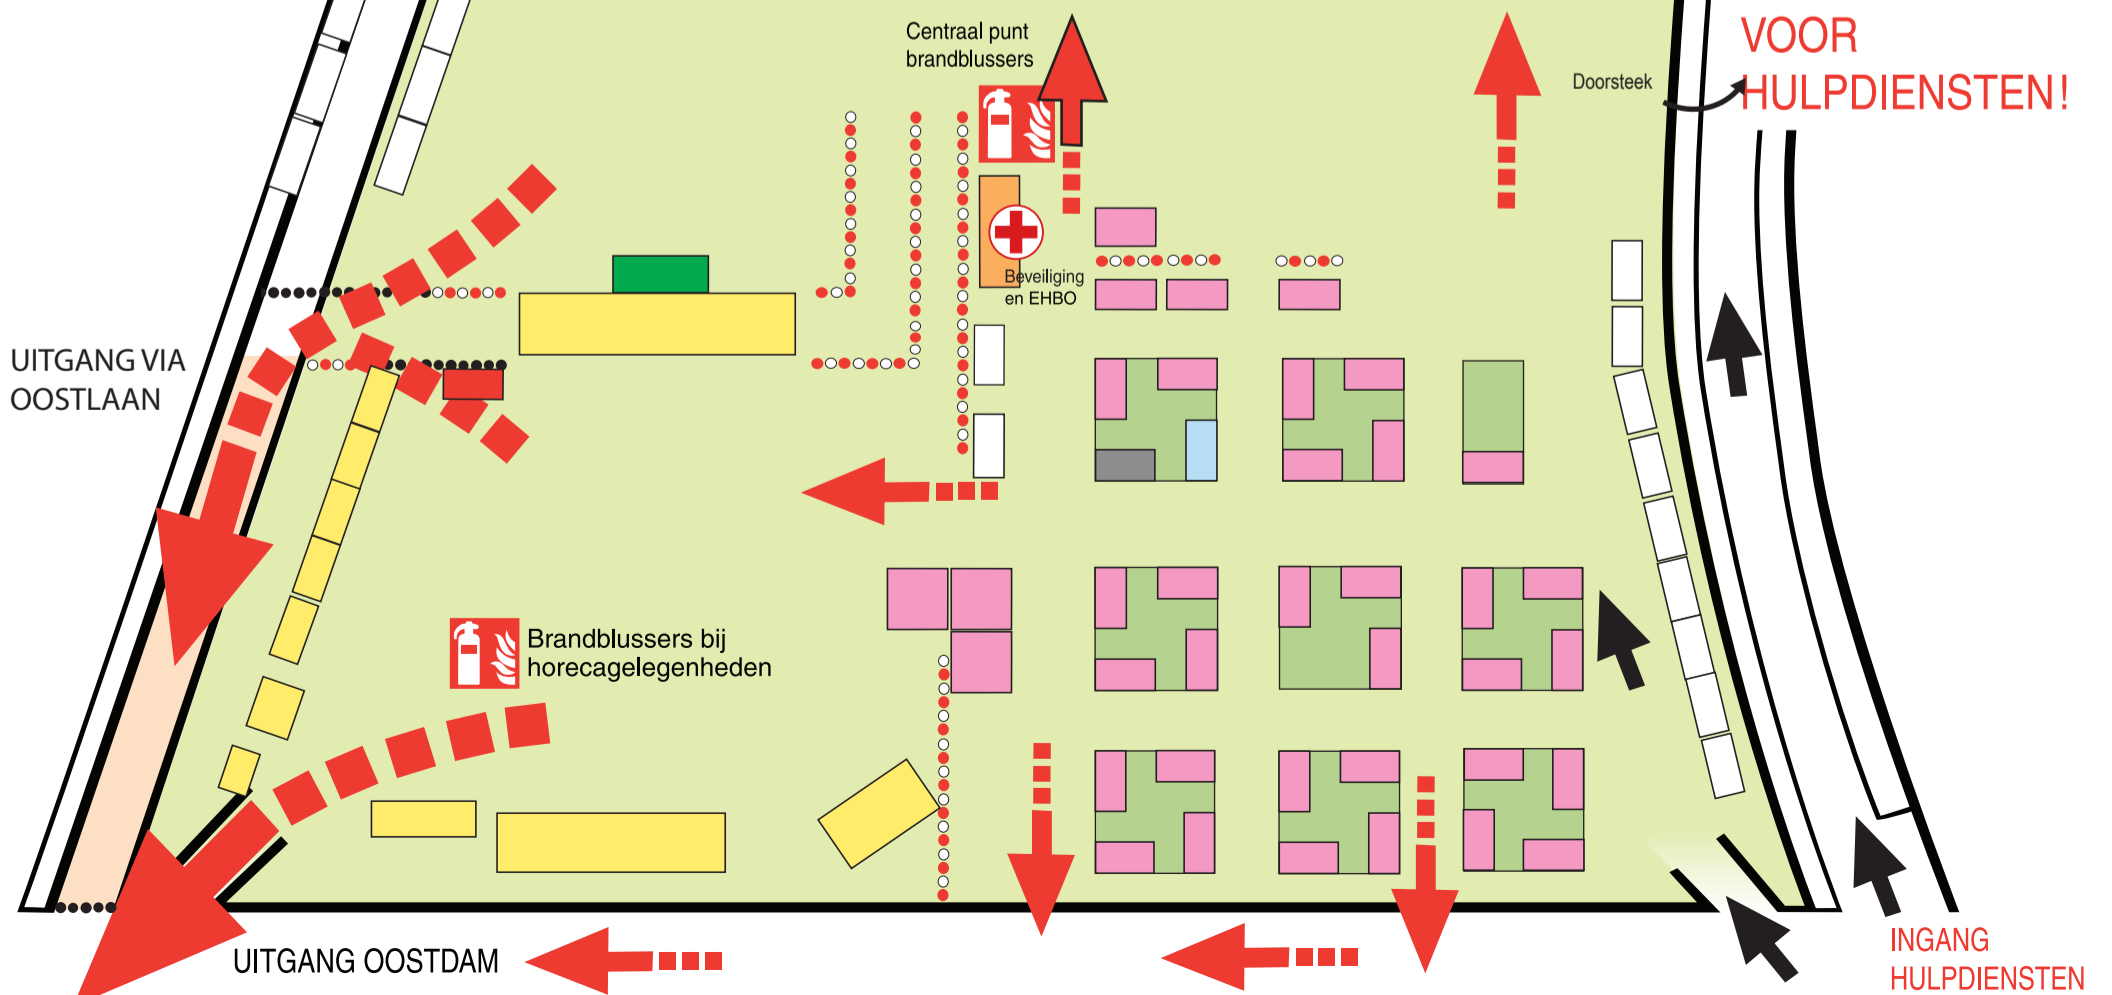 Centraal punt
brandblussers
VOOR
HULPDIENSTEN!
Doorsteek
Beveiliging
en EHBO
UITGANG VIA
OOSTLAAN
Brandblussers bij
horecagelegenheden
UITGANG OOSTDAM
INGANG
HULPDIENSTEN